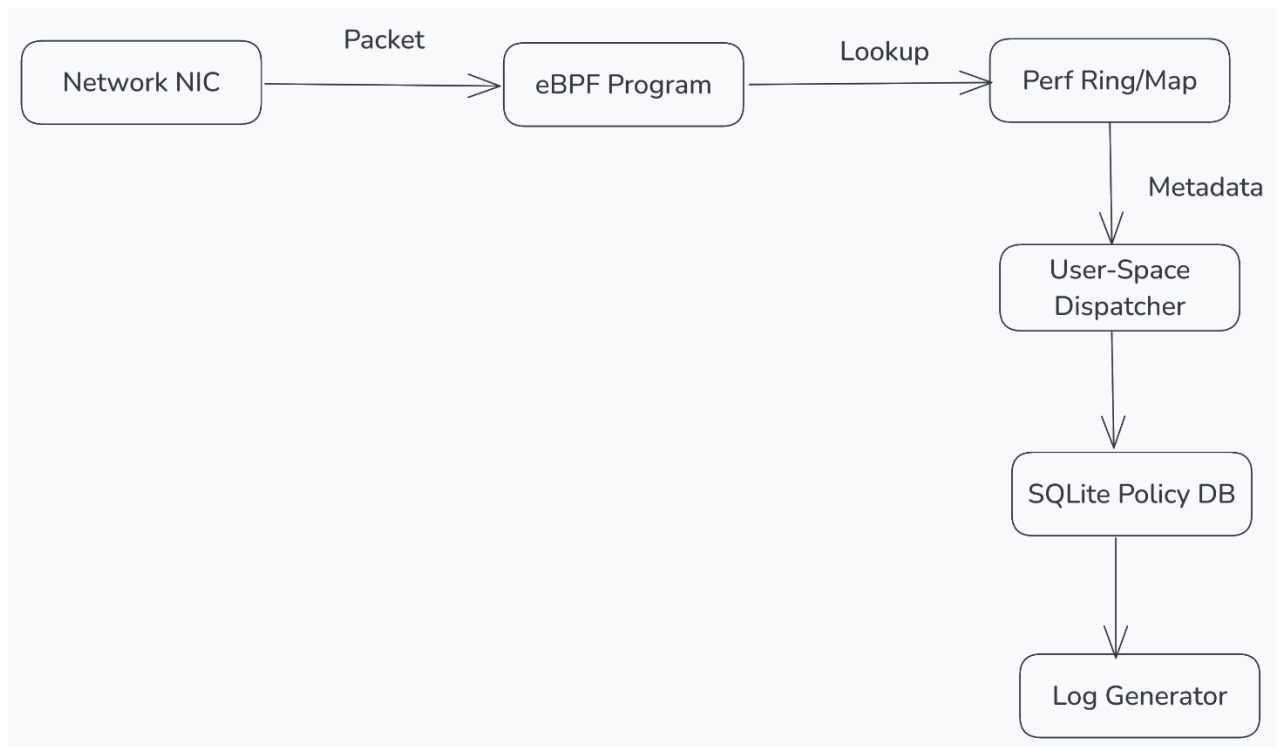 Network NIC
Packet
eBPF Program
Lookup
Perf Ring/Map
Metadata
User-Space
Dispatcher
SQLite Policy DB
Log Generator